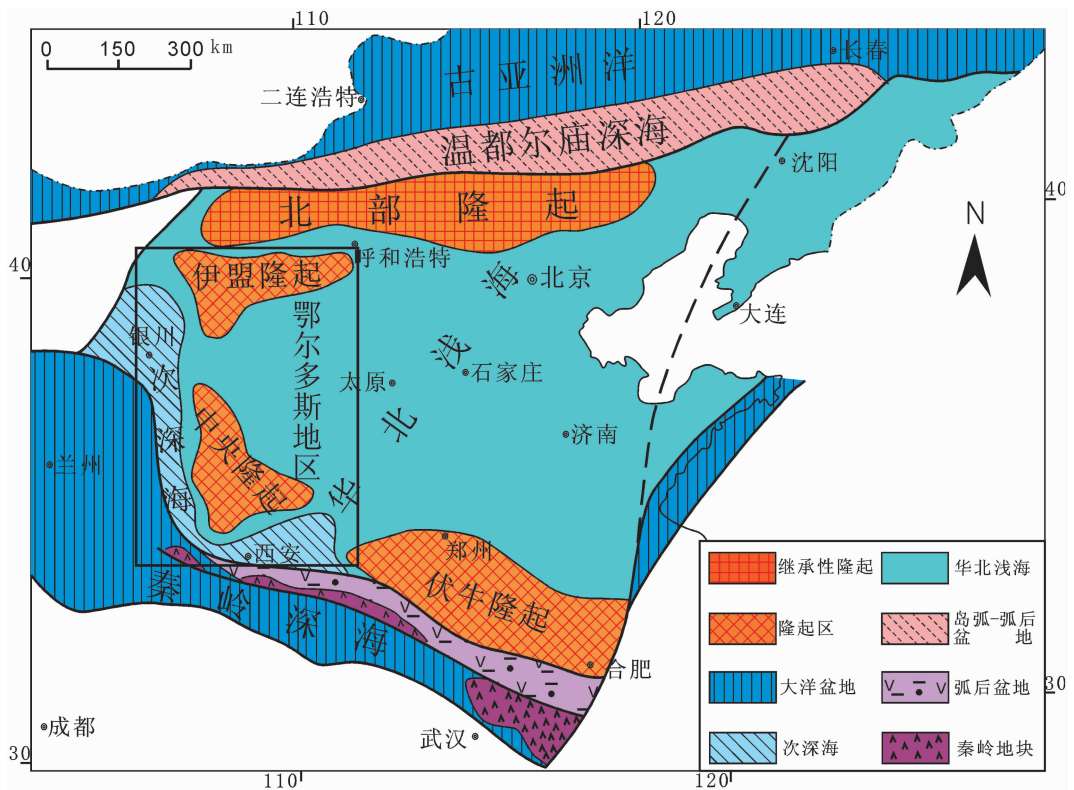 110
120
0 150 300 km
古亚洲洋
长春
二连浩特
温都尔庙深海
沈阳
40
北部隆起
N
呼和浩特
40
伊盟隆起
北京
鄂尔多斯地区
大连
银川
华北浅海
石家庄
太原
次深海
中央隆起
济南
兰州
西安
郑州
秦岭深海
伏牛隆起
合肥
30
成都
武汉
30
110
120
继承性隆起
华北浅海
隆起区
岛弧-弧后
盆地
大洋盆地
弧后盆地
次深海
秦岭地块